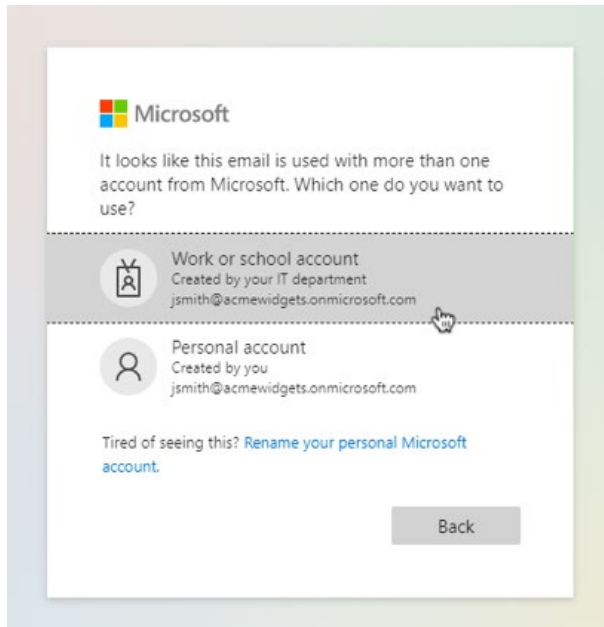 Microsoft
It looks like this email is used with more than one
account from Microsoft. Which one do you want to
use?
Work or school account
Created by your IT department
jsmith@acmewidgets.onmicrosoft.com
Personal account
Created by you
jsmith@acmewidgets.onmicrosoft.com
Tired of seeing this? Rename your personal Microsoft
account.
Back